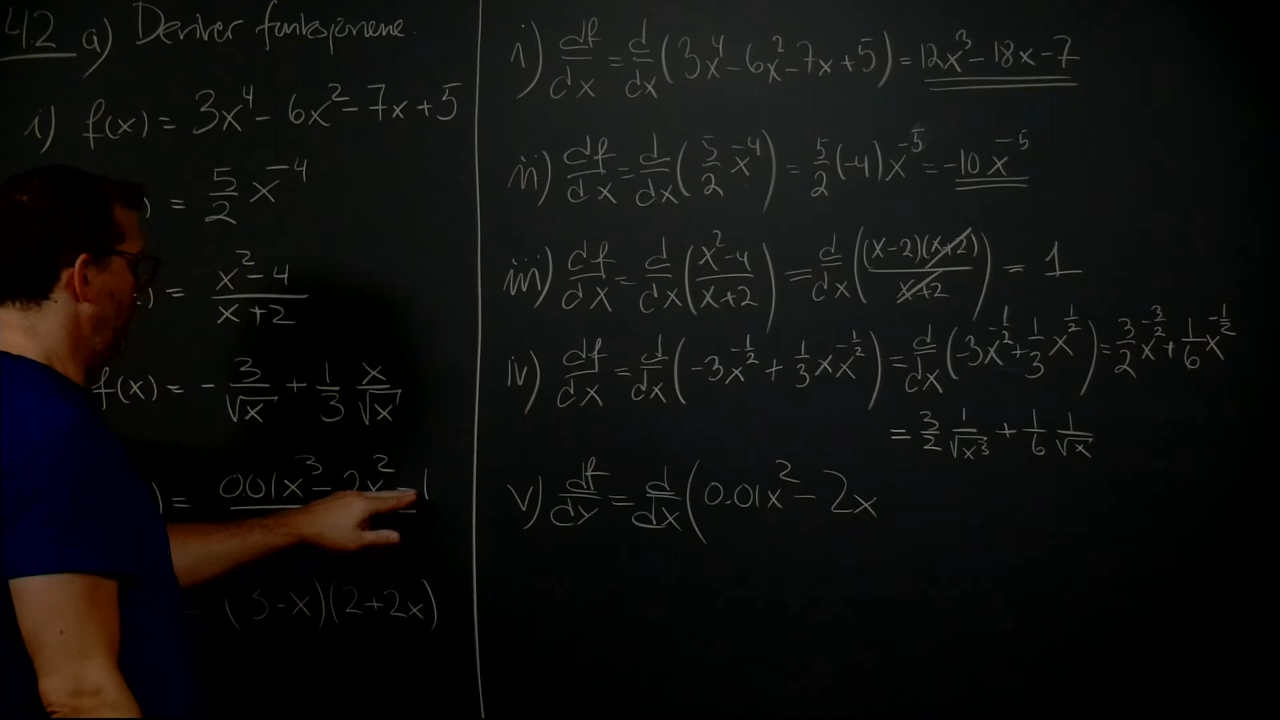 4.2 a) Deriver funksjonene.
i) f(x) = 3x⁴ - 6x² - 7x + 5
) = 5/2 x⁻⁴
) = (x² - 4)/(x + 2)
f(x) = - 3/√x + 1/3 x/√x
) = 0.01x³ - 2x² - 1
= (3-x)(2+2x)
i) df/dx = d/dx (3x⁴ - 6x² - 7x + 5) = 12x³ - 18x - 7
ii) df/dx = d/dx (5/2 x⁻⁴) = 5/2 (-4) x⁻⁵ = -10 x⁻⁵
iii) df/dx = d/dx ((x² - 4)/(x + 2)) = d/dx ((x-2)(x+2)/(x+2)) = 1
iv) df/dx = d/dx (-3x^(-1/2) + 1/3 x x^(-1/2)) = d/dx (-3x^(-1/2) + 1/3 x^(1/2)) = 3/2 x^(-3/2) + 1/6 x^(-1/2)
= 3/2 1/√x³ + 1/6 1/√x
v) df/dx = d/dx (0.01x² - 2x